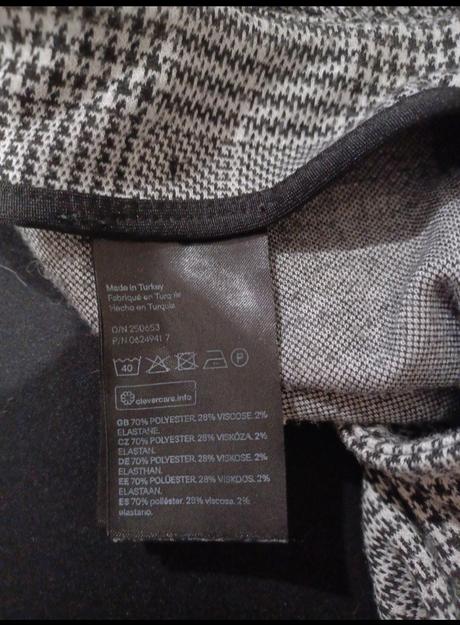 Made in Turkey
Fabriqué en Turquie
Hecho en Turquía
O/N 250653
P/N 0624941 7
40
P
clevercare.info
GB 70% POLYESTER. 28% VISCOSE. 2%
ELASTANE.
CZ 70% POLYESTER. 28% VISKÓZA. 2%
ELASTAN.
DE 70% POLYESTER. 28% VISKOSE. 2%
ELASTHAN.
EE 70% POLÜESTER. 28% VISKOOS. 2%
ELASTAAN.
ES 70% poliéster. 28% viscosa. 2%
elastano.